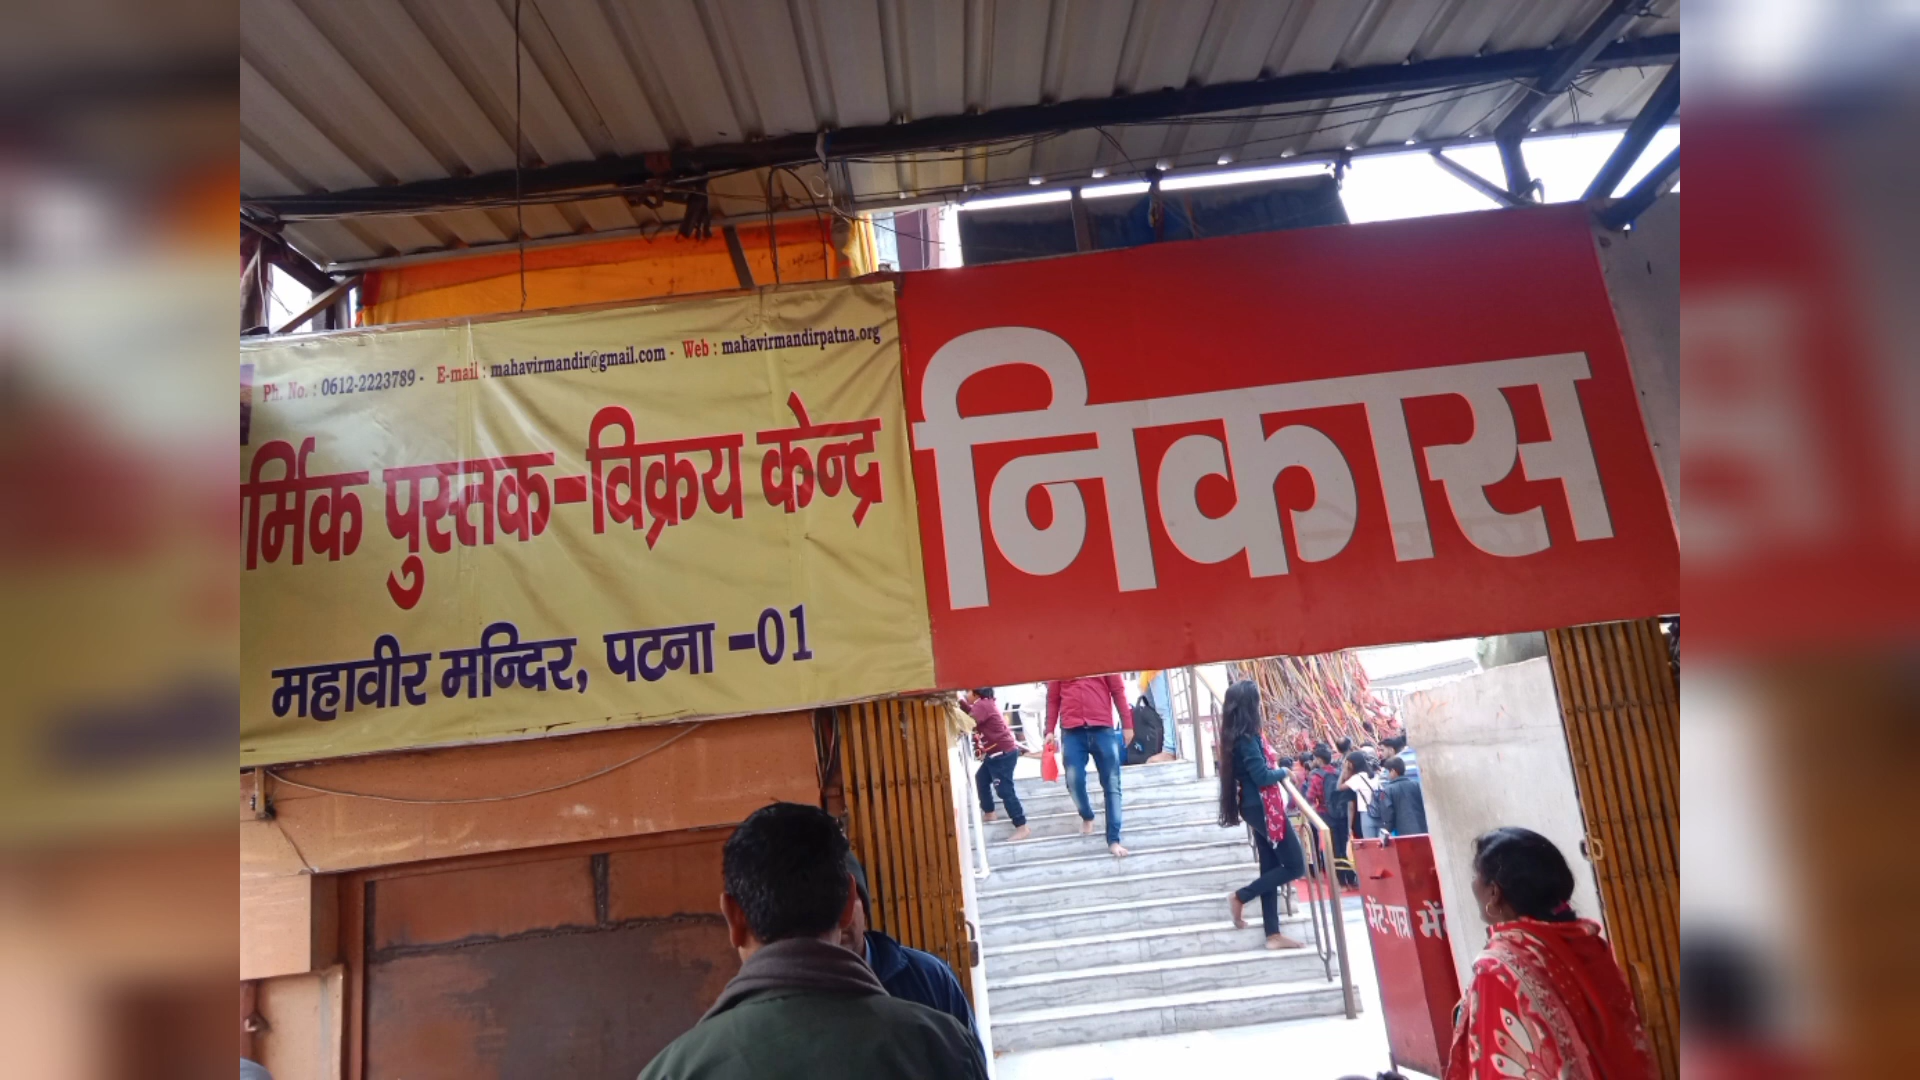 Ph. No. : 0612-2223789 - E-mail : mahavirmandir@gmail.com - Web : mahavirmandirpatna.org
र्मिक पुस्तक-विक्रय केन्द्र
महावीर मन्दिर, पटना -01
निकास
भेंट-पात्र भें